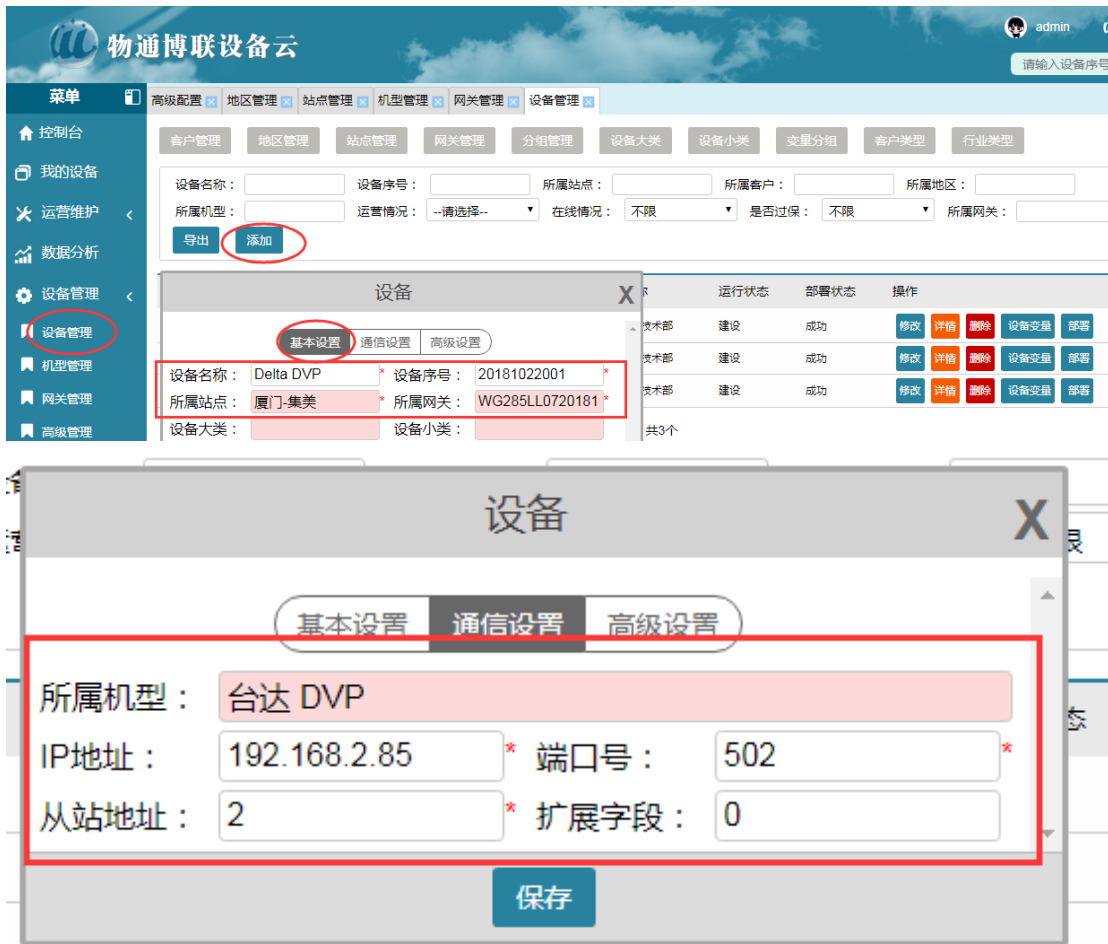 物通博联设备云
admin
请输入设备序号
菜单
高级配置 地区管理 站点管理 机型管理 网关管理 设备管理
控制台
我的设备
运营维护
数据分析
设备管理
设备管理
机型管理
网关管理
高级管理
客户管理 地区管理 站点管理 网关管理 分组管理 设备大类 设备小类 变量分组 客户类型 行业类型
设备名称： 设备序号： 所属站点： 所属客户： 所属地区：
所属机型： 运营情况： --请选择-- 在线情况： 不限 是否过保： 不限 所属网关：
导出 添加
运行状态 部署状态 操作
技术部 建设 成功 修改 详情 删除 设备变量 部署
技术部 建设 成功 修改 详情 删除 设备变量 部署
技术部 建设 成功 修改 详情 删除 设备变量 部署
共3个
设备 X
基本设置 通信设置 高级设置
设备名称： Delta DVP * 设备序号： 20181022001 *
所属站点： 厦门-集美 * 所属网关： WG285LL0720181 *
设备大类： 设备小类：
设备 X
基本设置 通信设置 高级设置
所属机型： 台达 DVP
IP地址： 192.168.2.85 * 端口号： 502 *
从站地址： 2 * 扩展字段： 0
保存